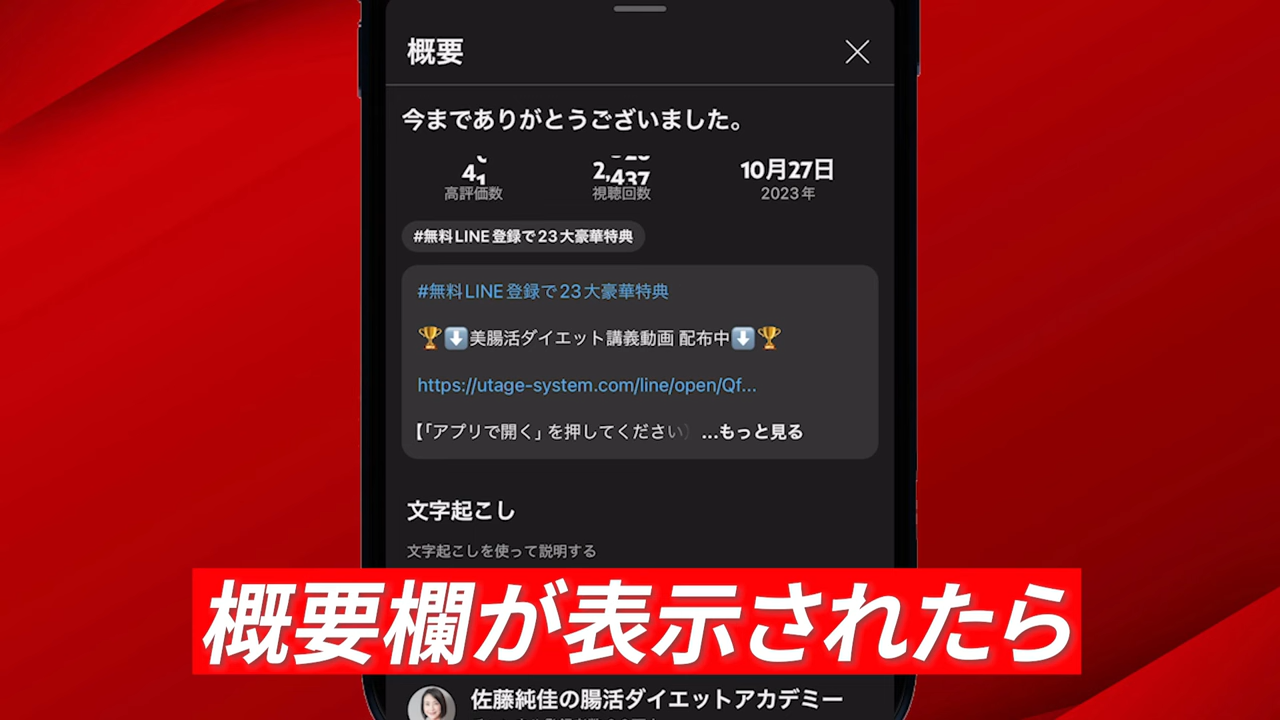 概要
今までありがとうございました。
10月27日
高評価数
視聴回数
2023年
#無料LINE登録で23大豪華特典
#無料LINE登録で23大豪華特典
🏆⬇️美腸活ダイエット講義動画 配布中⬇️🏆
https://utage-system.com/line/open/Qf...
【「アプリで開く」を押してください】 ...もっと見る
文字起こし
文字起こしを使って説明する
概要欄が表示されたら
佐藤純佳の腸活ダイエットアカデミー